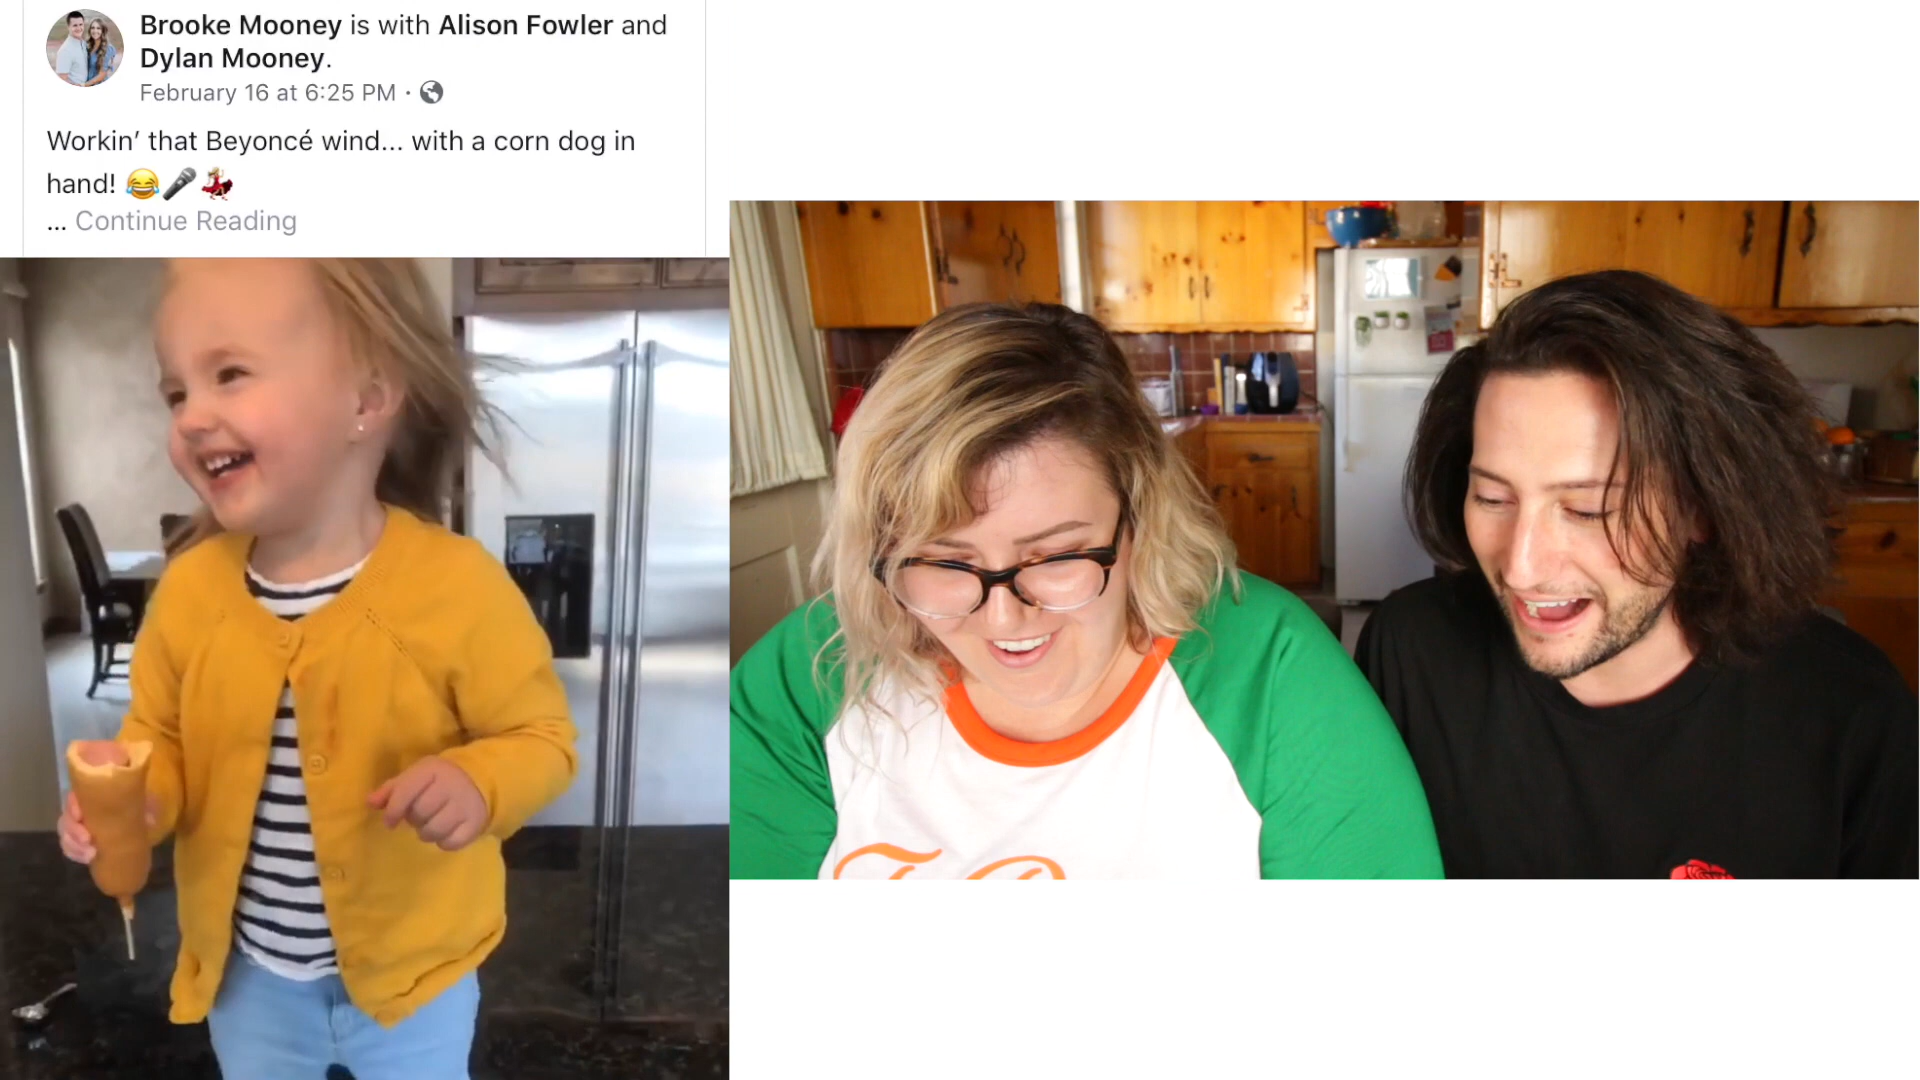 Brooke Mooney is with Alison Fowler and
Dylan Mooney.
February 16 at 6:25 PM ·
Workin’ that Beyoncé wind... with a corn dog in
hand! 😂🎤💃
... Continue Reading